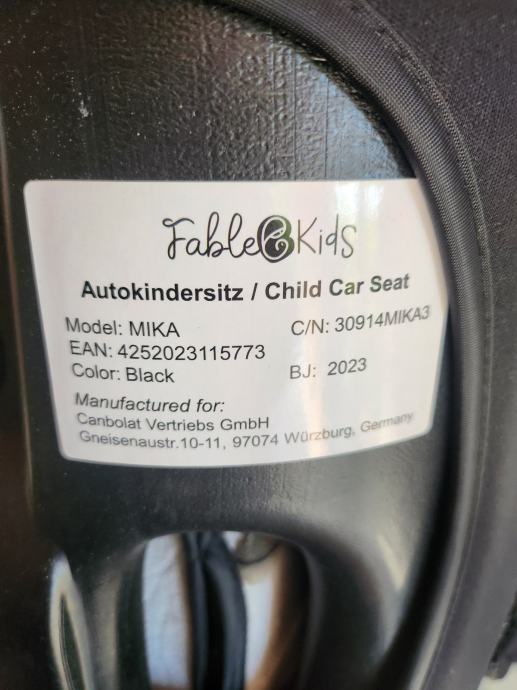 Fable Kids
Autokindersitz / Child Car Seat
Model: MIKA C/N: 30914MIKA3
EAN: 4252023115773
Color: Black BJ: 2023
Manufactured for:
Canbolat Vertriebs GmbH
Gneisenaustr.10-11, 97074 Würzburg, Germany